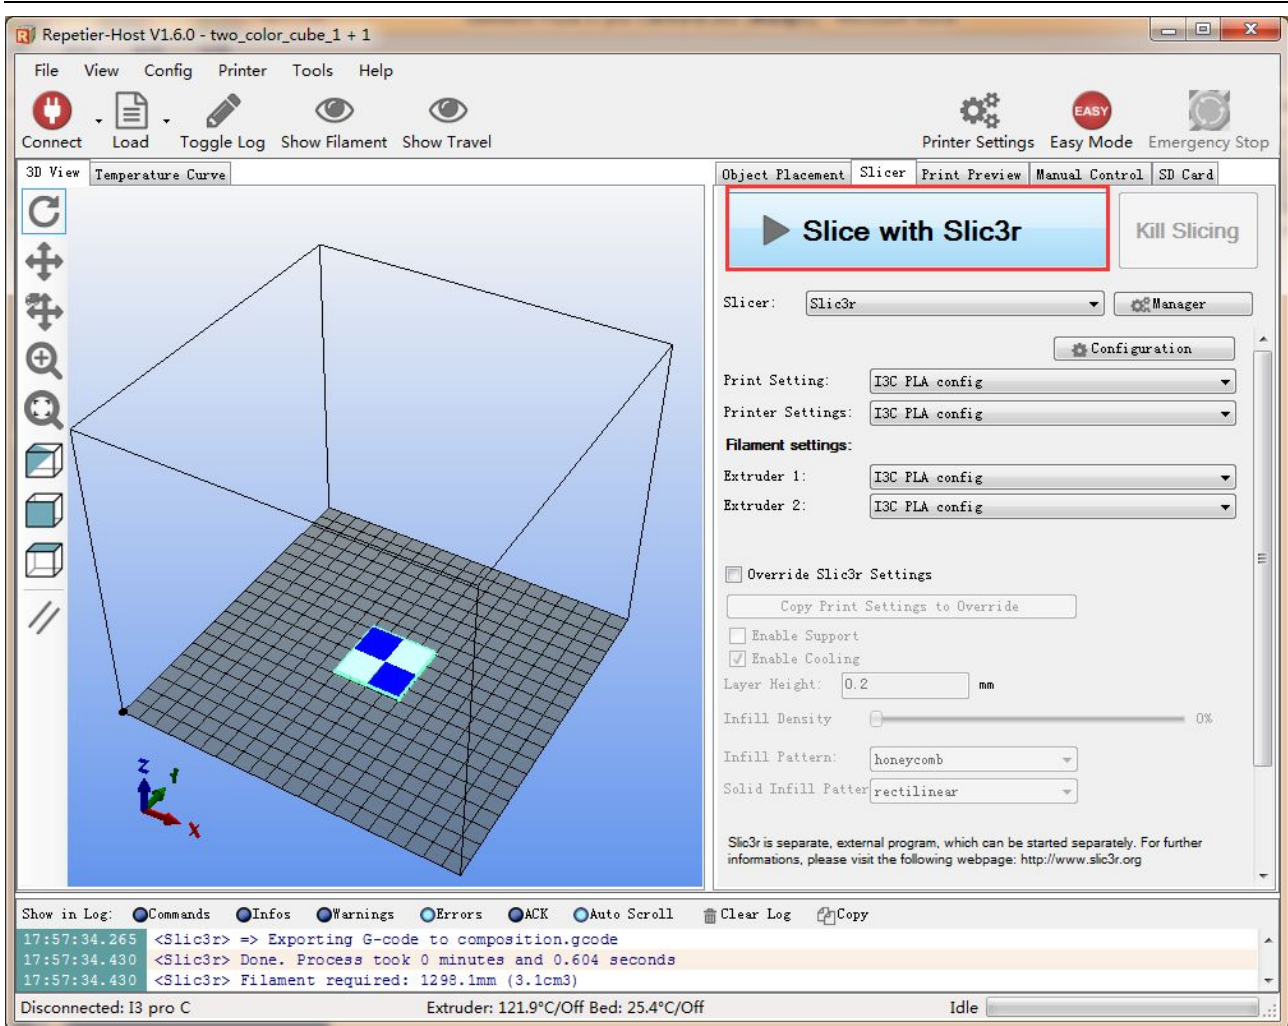 Repetier-Host V1.6.0 - two_color_cube_1 + 1
File View Config Printer Tools Help
Connect Load Toggle Log Show Filament Show Travel Printer Settings EASY Easy Mode Emergency Stop
3D View Temperature Curve
Object Placement Slicer Print Preview Manual Control SD Card
Slice with Slic3r
Kill Slicing
Slicer: Slic3r Manager
Configuration
Print Setting: I3C PLA config
Printer Settings: I3C PLA config
Filament settings:
Extruder 1: I3C PLA config
Extruder 2: I3C PLA config
Override Slic3r Settings
Copy Print Settings to Override
Enable Support
Enable Cooling
Layer Height: 0.2 mm
Infill Density 0%
Infill Pattern: honeycomb
Solid Infill Patter rectilinear
Slic3r is separate, external program, which can be started separately. For further
informations, please visit the following webpage: http://www.slic3r.org
Z Y X
Show in Log: Commands Infos Warnings Errors ACK Auto Scroll Clear Log Copy
17:57:34.265 <Slic3r> => Exporting G-code to composition.gcode
17:57:34.430 <Slic3r> Done. Process took 0 minutes and 0.604 seconds
17:57:34.430 <Slic3r> Filament required: 1298.1mm (3.1cm3)
Disconnected: I3 pro C Extruder: 121.9°C/Off Bed: 25.4°C/Off Idle